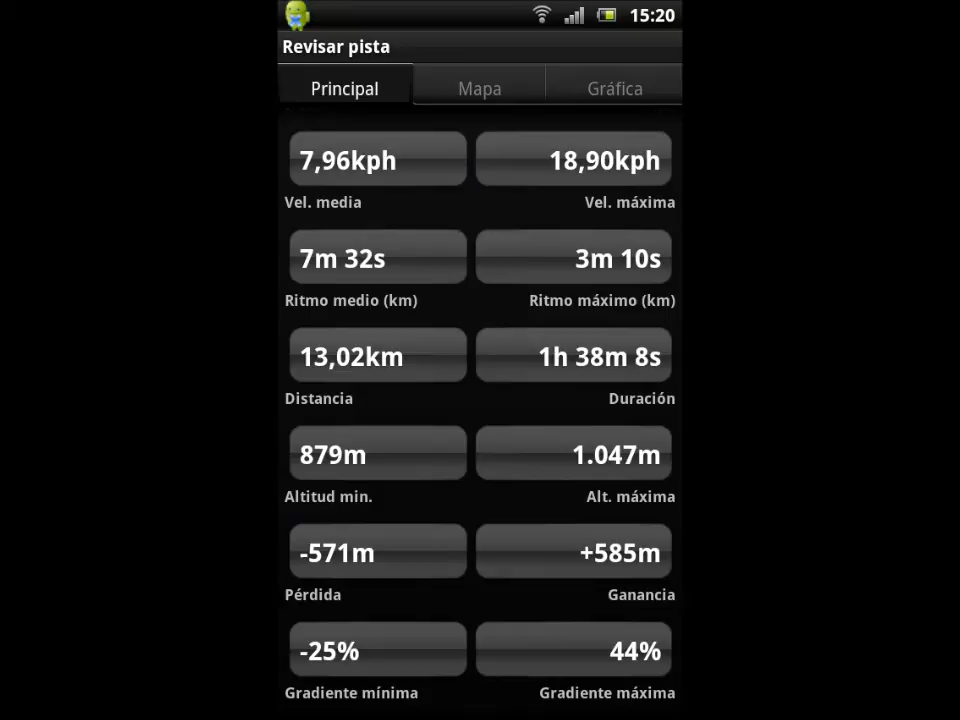 15:20
Revisar pista
Principal Mapa Gráfica
7,96kph 18,90kph
Vel. media Vel. máxima
7m 32s 3m 10s
Ritmo medio (km) Ritmo máximo (km)
13,02km 1h 38m 8s
Distancia Duración
879m 1.047m
Altitud min. Alt. máxima
-571m +585m
Pérdida Ganancia
-25% 44%
Gradiente mínima Gradiente máxima